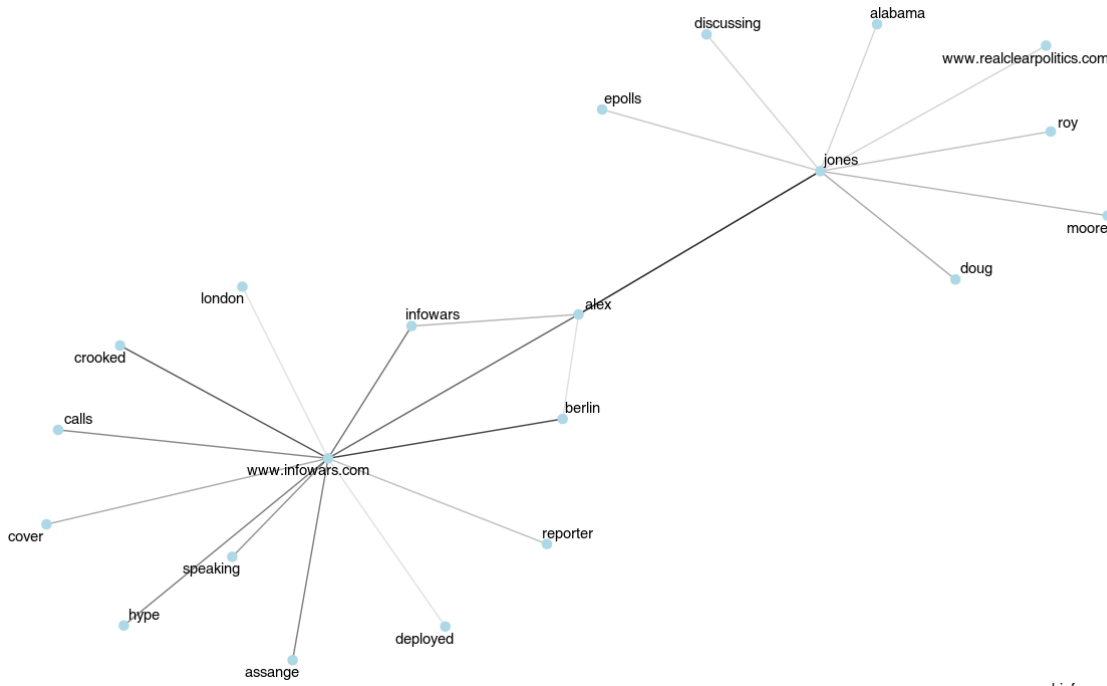 alabama
discussing
www.realclearpolitics.com
epolls
roy
jones
moore
doug
london
alex
infowars
crooked
berlin
calls
www.infowars.com
cover
reporter
speaking
hype
deployed
assange